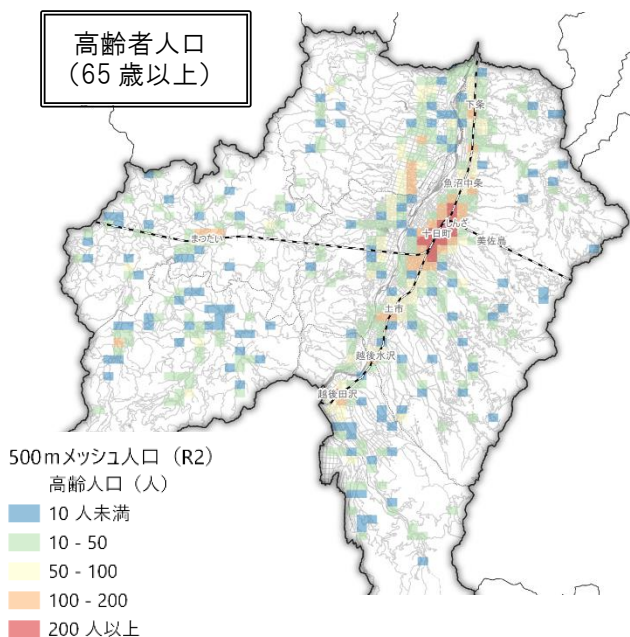 高齢者人口
（65歳以上）
下条
魚沼中条
しんざ
十日町
美佐島
まつだい
土市
越後水沢
越後田沢
500mメッシュ人口（R2）
高齢人口（人）
10 人未満
10 - 50
50 - 100
100 - 200
200 人以上